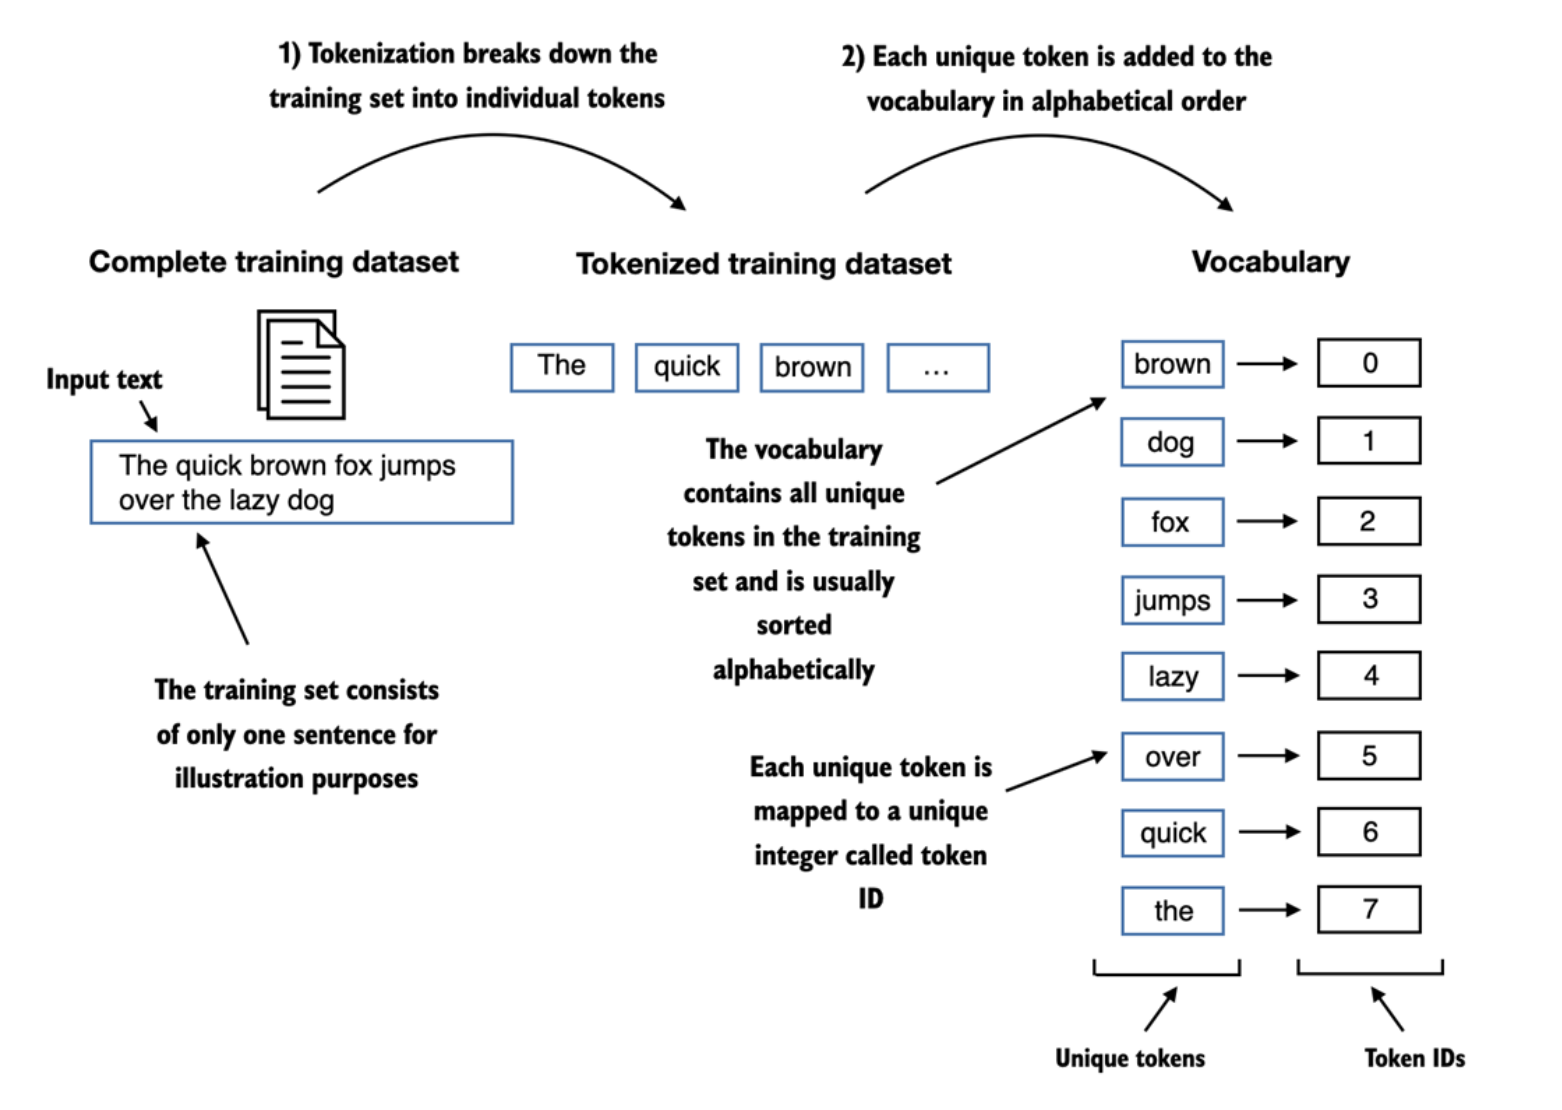 1) Tokenization breaks down the
training set into individual tokens
2) Each unique token is added to the
vocabulary in alphabetical order
Complete training dataset
Tokenized training dataset
Vocabulary
Input text
The quick brown fox jumps
over the lazy dog
The training set consists
of only one sentence for
illustration purposes
The quick brown ...
The vocabulary
contains all unique
tokens in the training
set and is usually
sorted
alphabetically
Each unique token is
mapped to a unique
integer called token
ID
brown 0
dog 1
fox 2
jumps 3
lazy 4
over 5
quick 6
the 7
Unique tokens
Token IDs